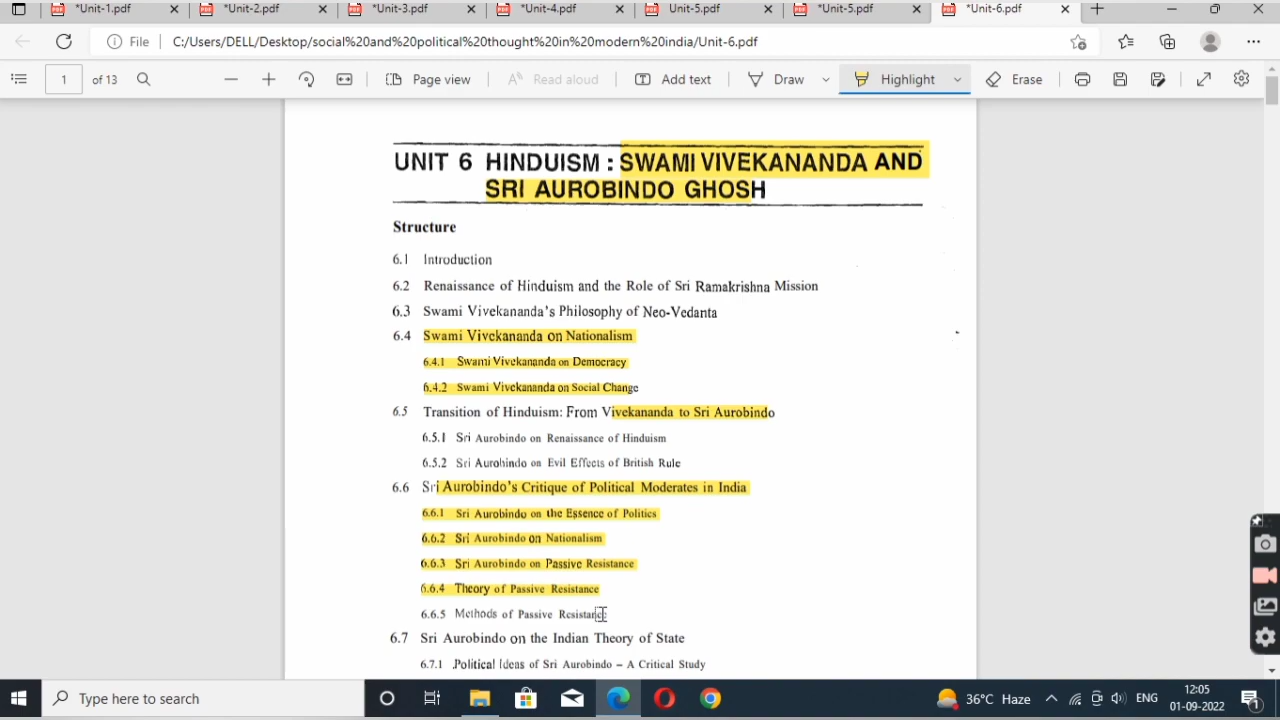 *Unit-1.pdf
*Unit-2.pdf
*Unit-3.pdf
*Unit-4.pdf
Unit-5.pdf
*Unit-5.pdf
*Unit-6.pdf
File
C:/Users/DELL/Desktop/social%20and%20political%20thought%20in%20modern%20india/Unit-6.pdf
1 of 13
Page view
Read aloud
Add text
Draw
Highlight
Erase
UNIT 6 HINDUISM : SWAMI VIVEKANANDA AND
SRI AUROBINDO GHOSH
Structure
6.1 Introduction
6.2 Renaissance of Hinduism and the Role of Sri Ramakrishna Mission
6.3 Swami Vivekananda's Philosophy of Neo-Vedanta
6.4 Swami Vivekananda on Nationalism
6.4.1 Swami Vivekananda on Democracy
6.4.2 Swami Vivekananda on Social Change
6.5 Transition of Hinduism: From Vivekananda to Sri Aurobindo
6.5.1 Sri Aurobindo on Renaissance of Hinduism
6.5.2 Sri Aurobindo on Evil Effects of British Rule
6.6 Sri Aurobindo's Critique of Political Moderates in India
6.6.1 Sri Aurobindo on the Essence of Politics
6.6.2 Sri Aurobindo on Nationalism
6.6.3 Sri Aurobindo on Passive Resistance
6.6.4 Theory of Passive Resistance
6.6.5 Methods of Passive Resistance
6.7 Sri Aurobindo on the Indian Theory of State
6.7.1 Political Ideas of Sri Aurobindo – A Critical Study
Type here to search
36°C Haze
ENG
12:05
01-09-2022
1